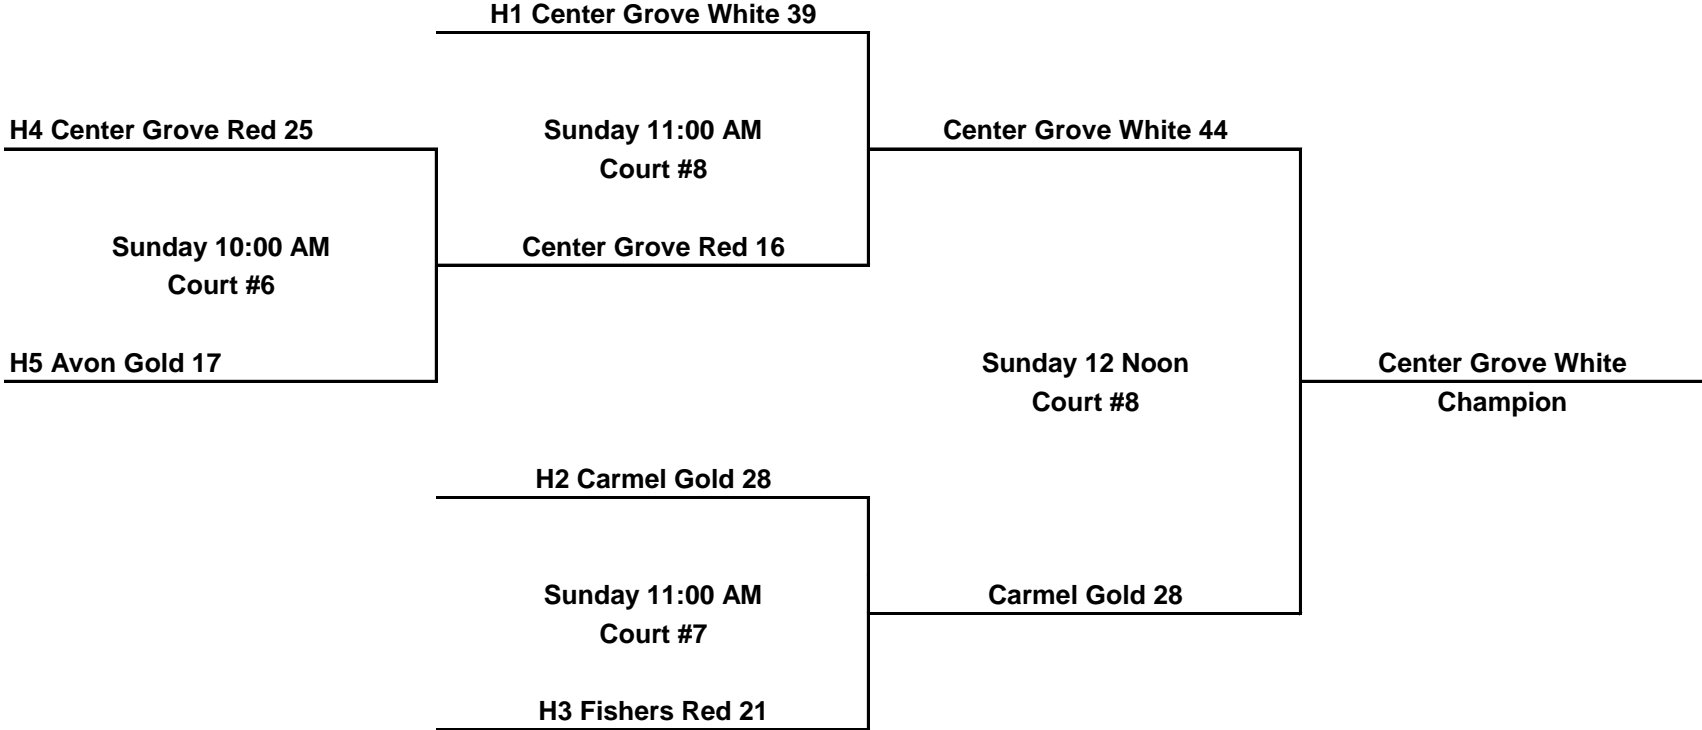 H1 Center Grove White 39
H4 Center Grove Red 25
Sunday 11:00 AM
Court #8
Center Grove White 44
Sunday 10:00 AM
Court #6
Center Grove Red 16
H5 Avon Gold 17
Sunday 12 Noon
Court #8
Center Grove White
Champion
H2 Carmel Gold 28
Sunday 11:00 AM
Court #7
Carmel Gold 28
H3 Fishers Red 21